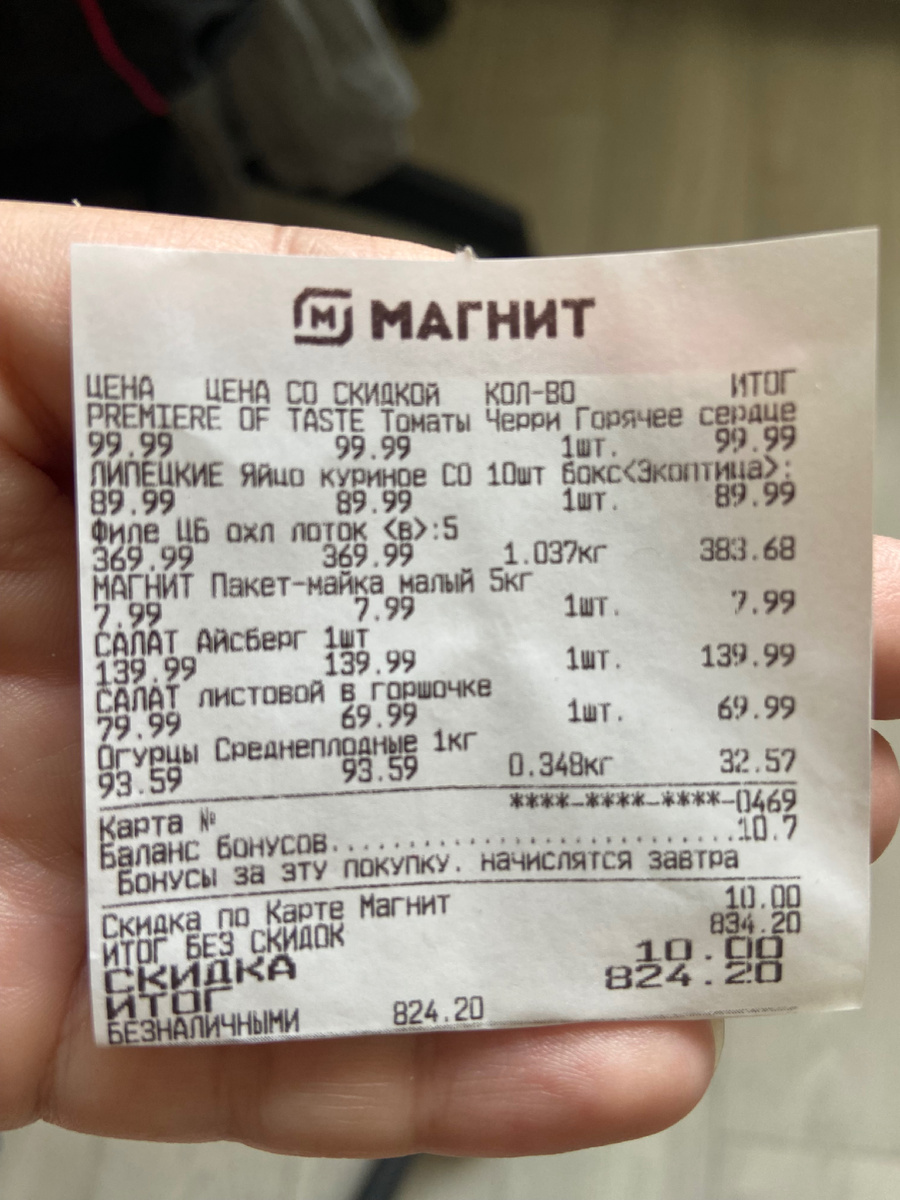 МАГНИТ
ЦЕНА ЦЕНА СО СКИДКОЙ КОЛ-ВО ИТОГ
PREMIERE OF TASTE Томаты Черри Горячее сердце
99.99 99.99 1шт. 99.99
ЛИПЕЦКИЕ Яйцо куриное СО 10шт бокс<Экоптица>:
89.99 89.99 1шт. 89.99
Филе ЦБ охл лоток <в>:5
369.99 369.99 1.037кг 383.68
МАГНИТ Пакет-майка малый 5кг
7.99 7.99 1шт. 7.99
САЛАТ Айсберг 1шт
139.99 139.99 1шт. 139.99
САЛАТ листовой в горшочке
79.99 69.99 1шт. 69.99
Огурцы Среднеплодные 1кг
93.59 93.59 0.348кг 32.57
Карта № ****-****-****-0469
Баланс бонусов..............................10.7
Бонусы за эту покупку. начислятся завтра
Скидка по Карте Магнит 10.00
ИТОГ БЕЗ СКИДОК 834.20
СКИДКА 10.00
ИТОГ 824.20
БЕЗНАЛИЧНЫМИ 824.20